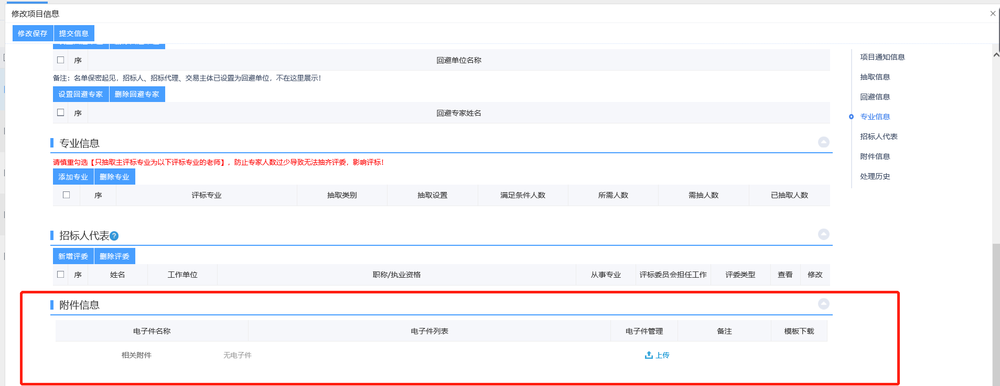 修改项目信息
修改保存 提交信息
序 回避单位名称
备注：名单保密起见，招标人、招标代理、交易主体已设置为回避单位，不在这里展示！
设置回避专家 删除回避专家
序 回避专家姓名
专业信息
请慎重勾选【只抽取主评标专业为以下评标专业的老师】，防止专家人数过少导致无法抽齐评委，影响评标！
添加专业 删除专业
序 评标专业 抽取类别 抽取设置 满足条件人数 所需人数 需抽人数 已抽取人数
招标人代表?
新增评委 删除评委
序 姓名 工作单位 职称/执业资格 从事专业 评标委员会担任工作 评委类型 查看 修改
附件信息
电子件名称 电子件列表 电子件管理 备注 模板下载
相关附件 无电子件 上传
项目通知信息
抽取信息
回避信息
专业信息
招标人代表
附件信息
处理历史